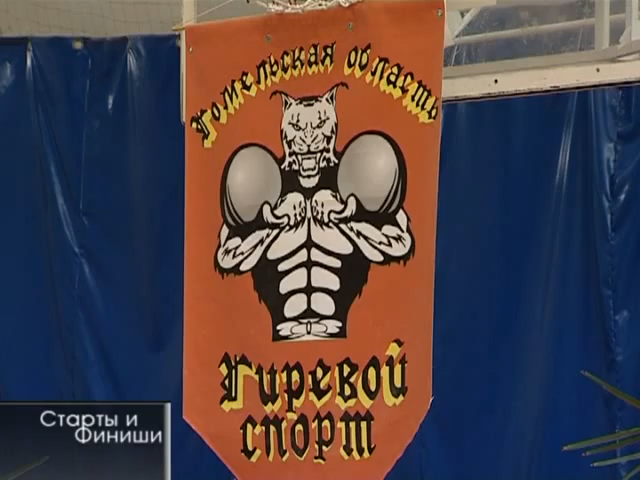 Гомельская область
Гиревой
спорт
Старты и
Финиши